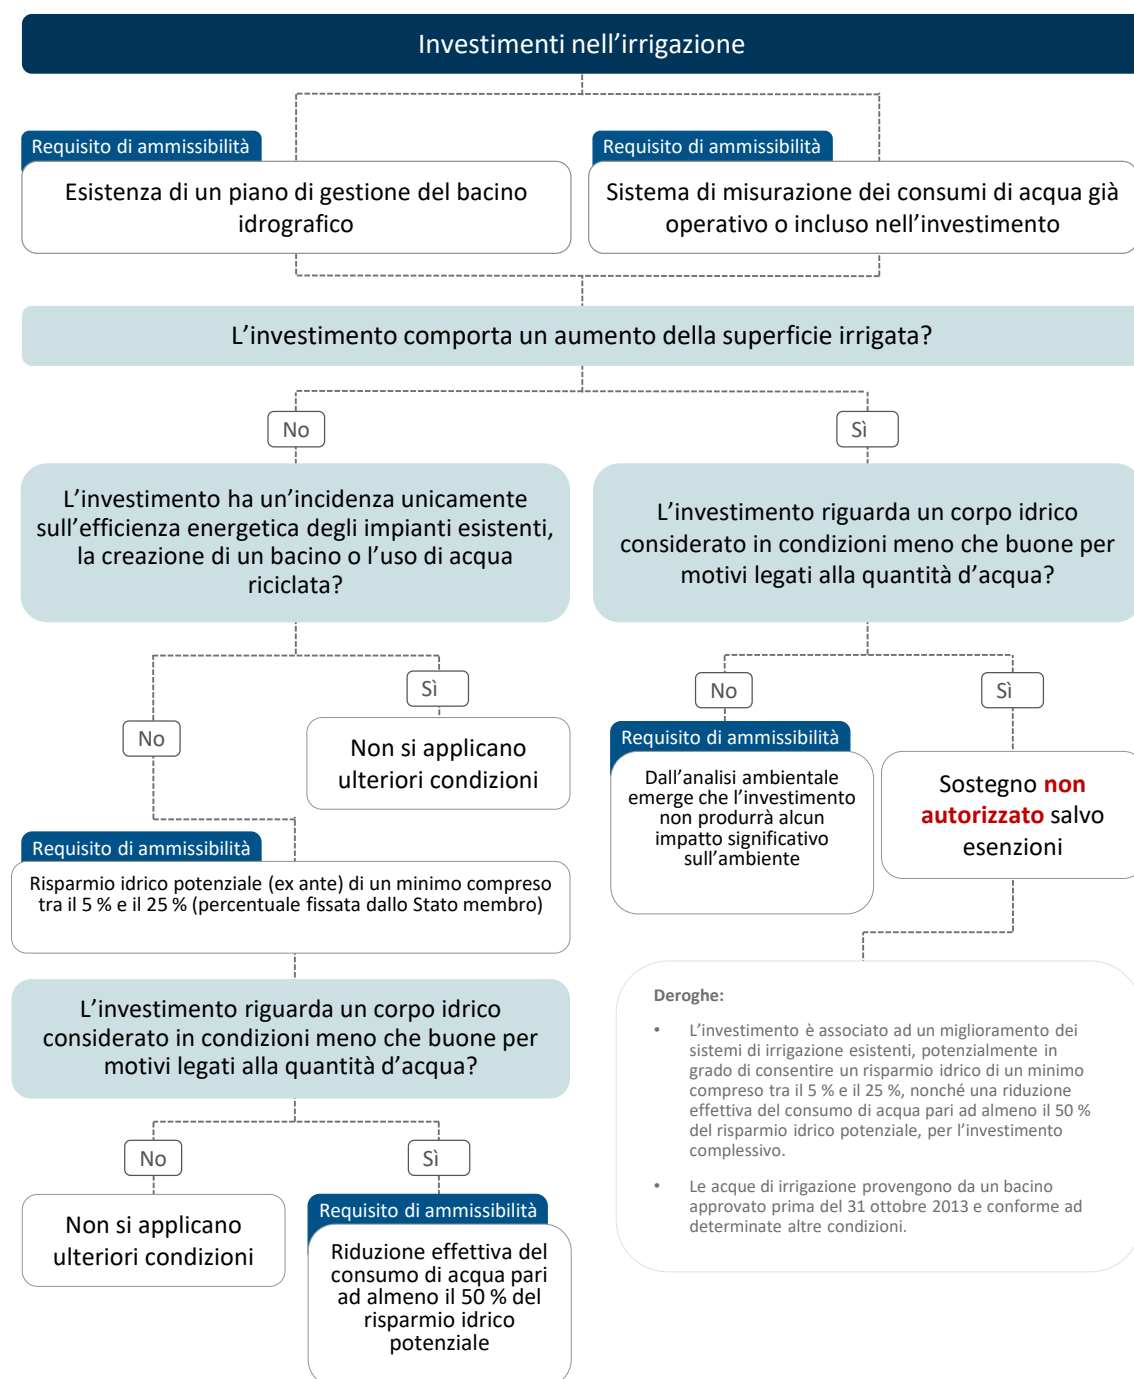 Investimenti nell’irrigazione
Requisito di ammissibilità
Esistenza di un piano di gestione del bacino
idrografico
Requisito di ammissibilità
Sistema di misurazione dei consumi di acqua già
operativo o incluso nell’investimento
L’investimento comporta un aumento della superficie irrigata?
No
Sì
L’investimento ha un’incidenza unicamente
sull’efficienza energetica degli impianti esistenti,
la creazione di un bacino o l’uso di acqua
riciclata?
L’investimento riguarda un corpo idrico
considerato in condizioni meno che buone per
motivi legati alla quantità d’acqua?
No
Sì
Non si applicano
ulteriori condizioni
No
Sì
Requisito di ammissibilità
Dall’analisi ambientale
emerge che l’investimento
non produrrà alcun
impatto significativo
sull’ambiente
Sostegno non
autorizzato salvo
esenzioni
Requisito di ammissibilità
Risparmio idrico potenziale (ex ante) di un minimo compreso
tra il 5 % e il 25 % (percentuale fissata dallo Stato membro)
L’investimento riguarda un corpo idrico
considerato in condizioni meno che buone per
motivi legati alla quantità d’acqua?
No
Sì
Non si applicano
ulteriori condizioni
Requisito di ammissibilità
Riduzione effettiva del
consumo di acqua pari
ad almeno il 50 % del
risparmio idrico
potenziale
Deroghe:
• L’investimento è associato ad un miglioramento dei
sistemi di irrigazione esistenti, potenzialmente in
grado di consentire un risparmio idrico di un minimo
compreso tra il 5 % e il 25 %, nonché una riduzione
effettiva del consumo di acqua pari ad almeno il 50 %
del risparmio idrico potenziale, per l’investimento
complessivo.
• Le acque di irrigazione provengono da un bacino
approvato prima del 31 ottobre 2013 e conforme ad
determinate altre condizioni.